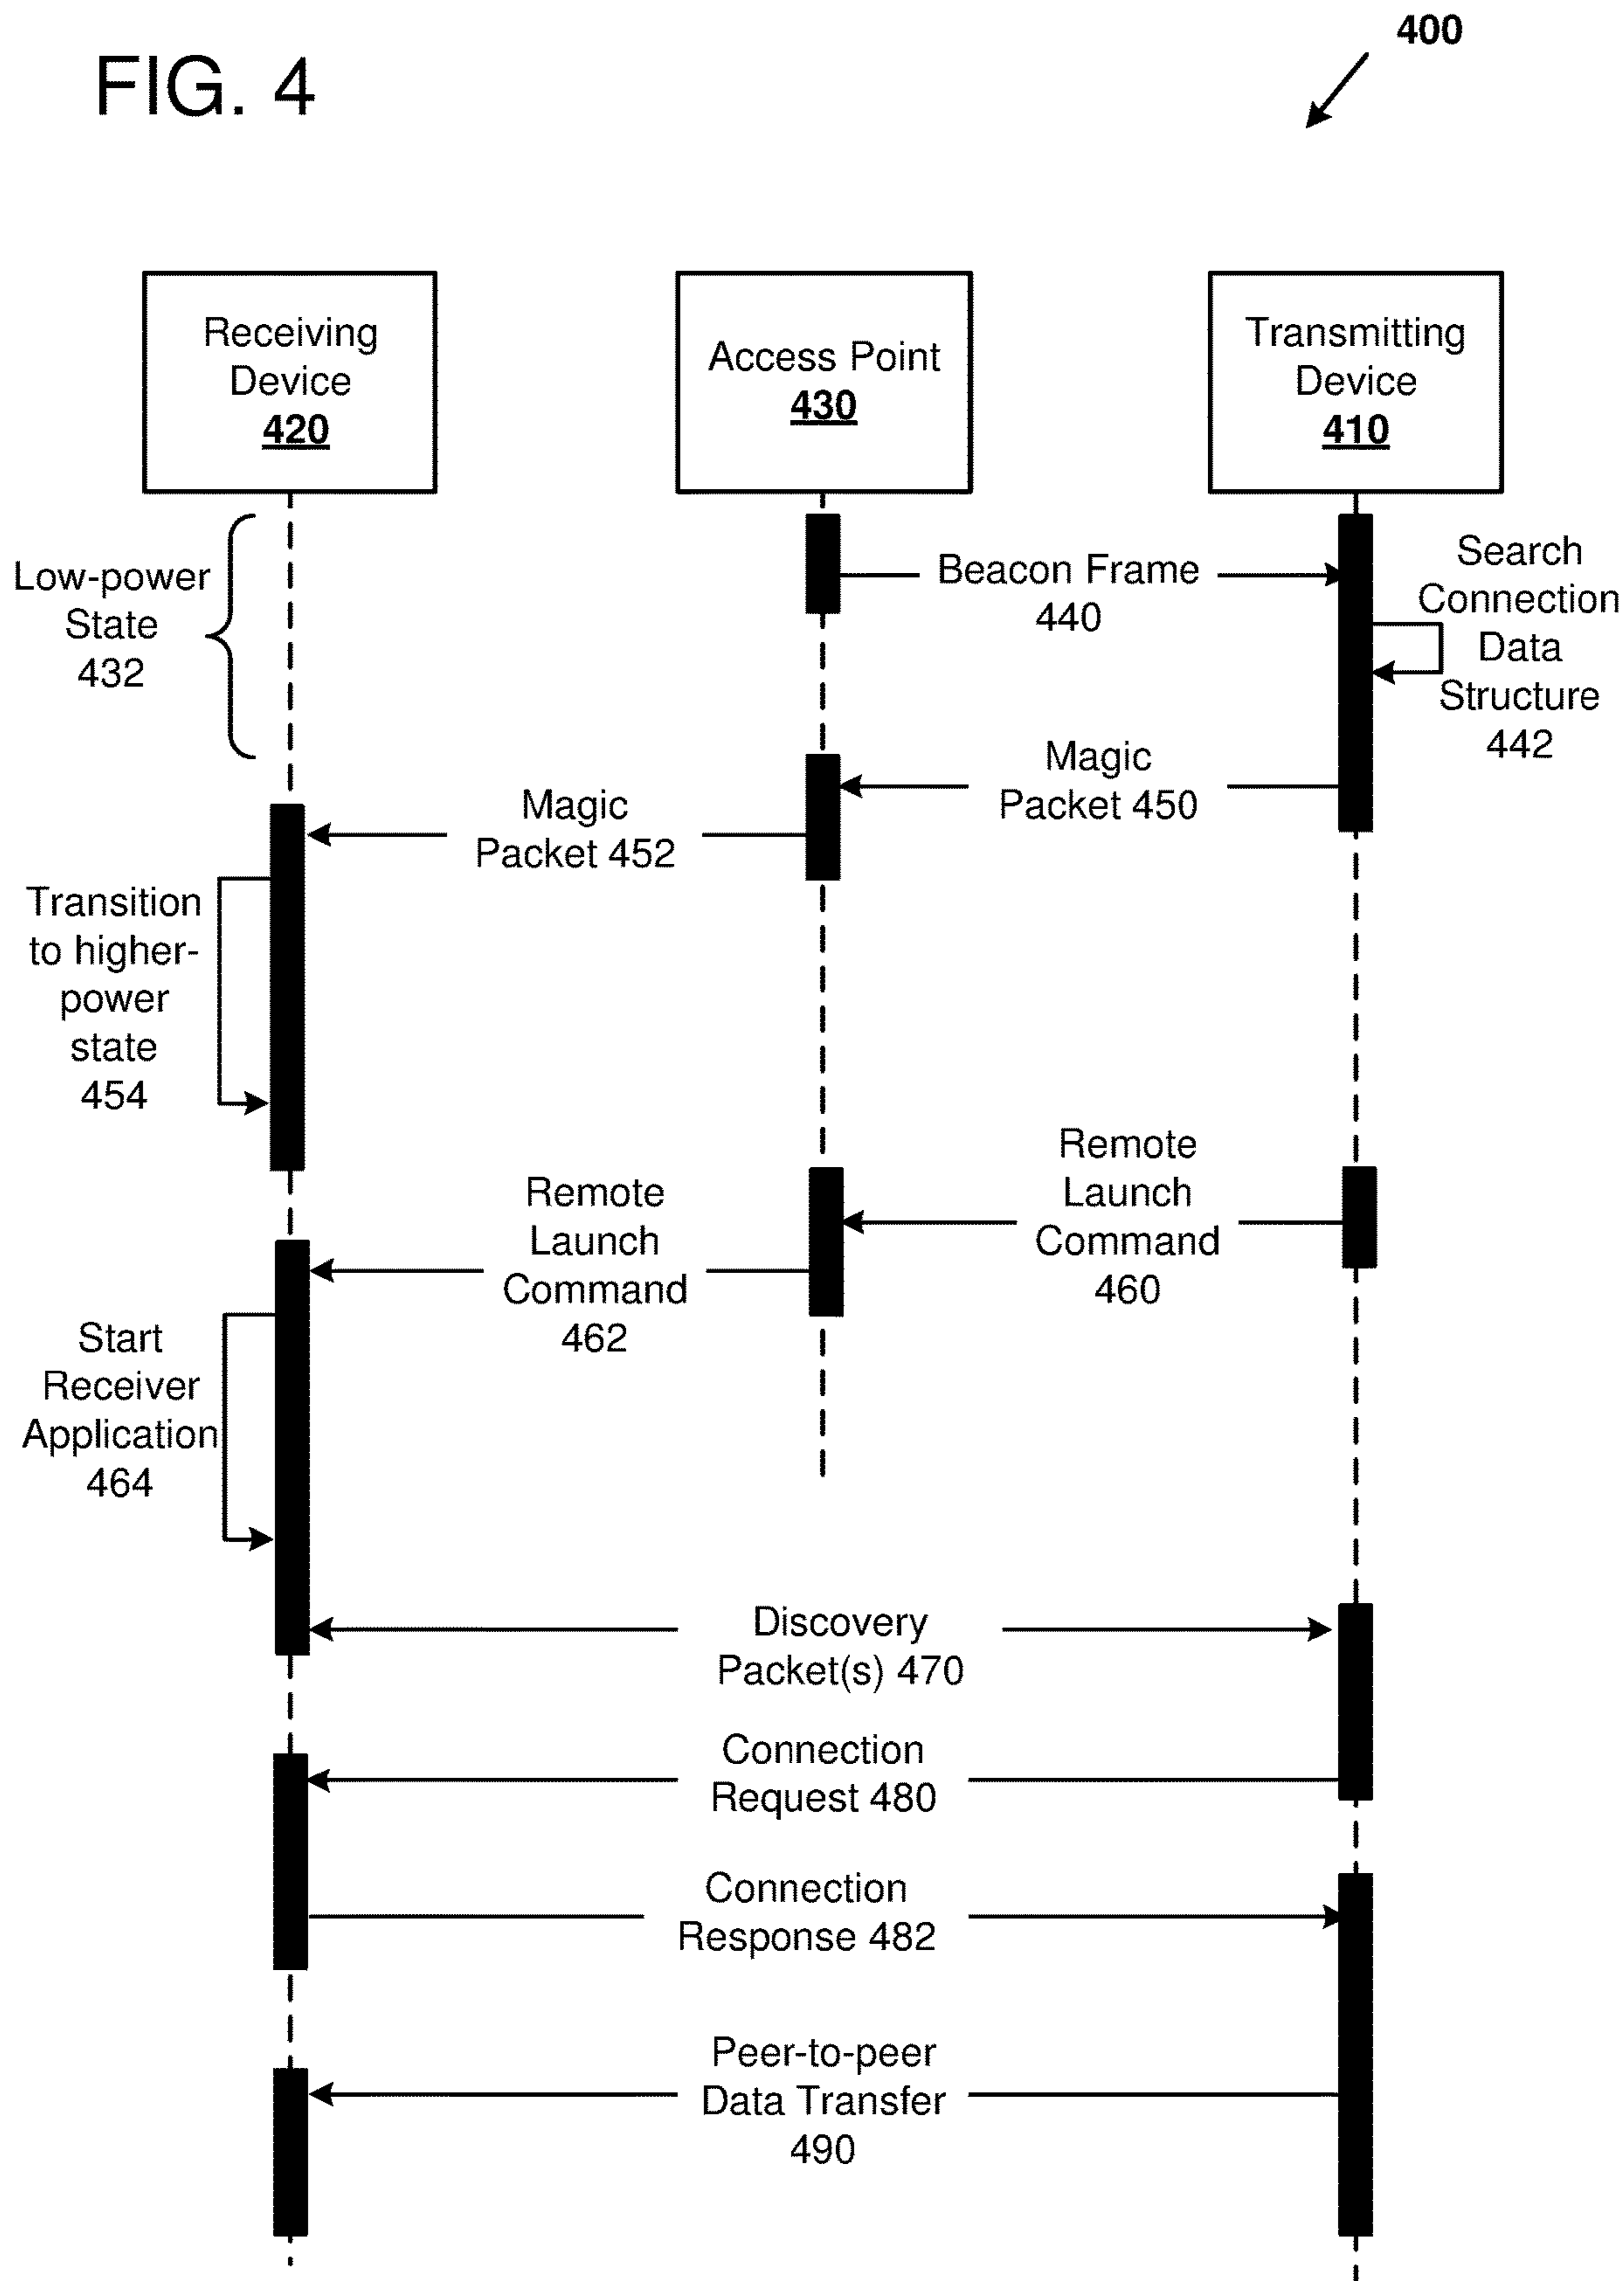 FIG. 4
400
Receiving
Device
420
Access Point
430
Transmitting
Device
410
Low-power
State
432
Beacon Frame
440
Search
Connection
Data
Structure
442
Magic
Packet 450
Magic
Packet 452
Transition
to higher-
power
state
454
Remote
Launch
Command
460
Remote
Launch
Command
462
Start
Receiver
Application
464
Discovery
Packet(s) 470
Connection
Request 480
Connection
Response 482
Peer-to-peer
Data Transfer
490